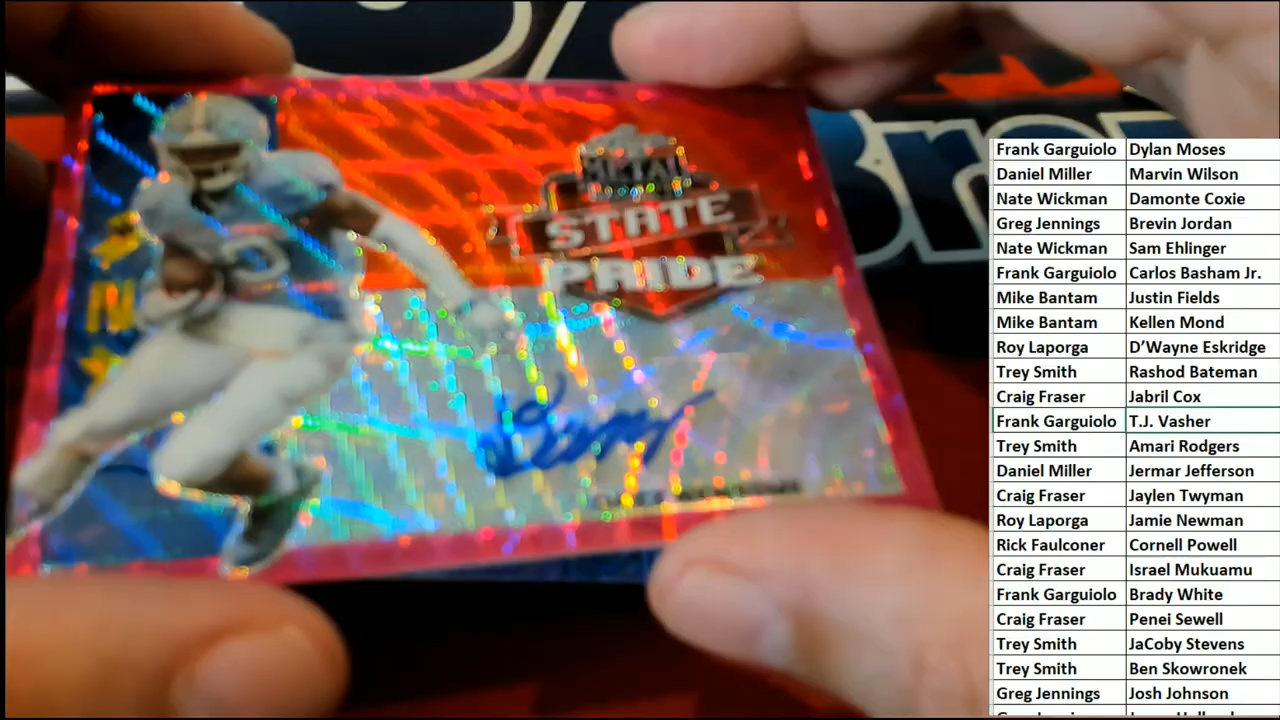 METAL
STATE
PRIDE
Frank Garguiolo Dylan Moses
Daniel Miller Marvin Wilson
Nate Wickman Damonte Coxie
Greg Jennings Brevin Jordan
Nate Wickman Sam Ehlinger
Frank Garguiolo Carlos Basham Jr.
Mike Bantam Justin Fields
Mike Bantam Kellen Mond
Roy Laporga D’Wayne Eskridge
Trey Smith Rashod Bateman
Craig Fraser Jabril Cox
Frank Garguiolo T.J. Vasher
Trey Smith Amari Rodgers
Daniel Miller Jermar Jefferson
Craig Fraser Jaylen Twyman
Roy Laporga Jamie Newman
Rick Faulconer Cornell Powell
Craig Fraser Israel Mukuamu
Frank Garguiolo Brady White
Craig Fraser Penei Sewell
Trey Smith JaCoby Stevens
Trey Smith Ben Skowronek
Greg Jennings Josh Johnson